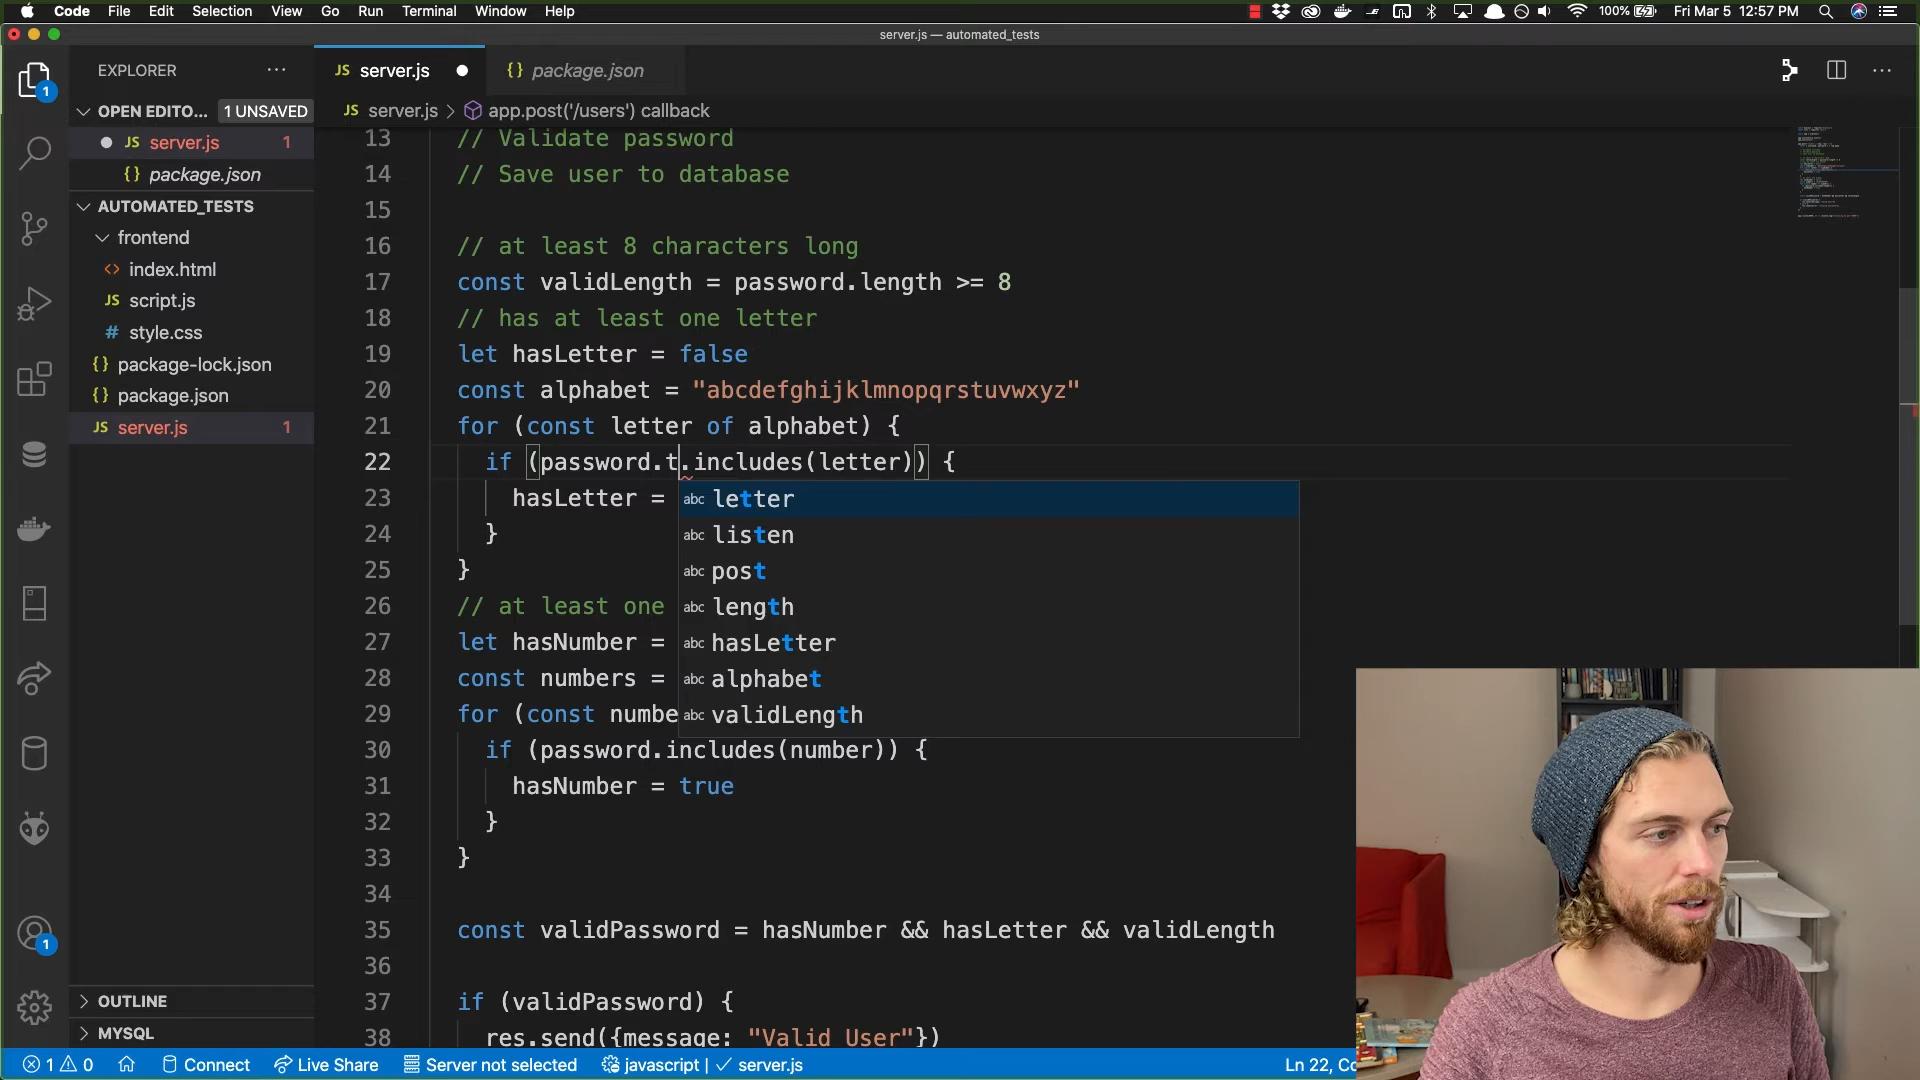 Code File Edit Selection View Go Run Terminal Window Help 100% Fri Mar 5 12:57 PM
server.js — automated_tests
EXPLORER ···
JS server.js
{} package.json
OPEN EDITO... 1 UNSAVED
JS server.js > app.post('/users') callback
JS server.js 1
{} package.json
AUTOMATED_TESTS
frontend
<> index.html
JS script.js
# style.css
{} package-lock.json
{} package.json
JS server.js 1
OUTLINE
MYSQL
1
1
13 // Validate password
14 // Save user to database
15
16 // at least 8 characters long
17 const validLength = password.length >= 8
18 // has at least one letter
19 let hasLetter = false
20 const alphabet = "abcdefghijklmnopqrstuvwxyz"
21 for (const letter of alphabet) {
22 if (password.t.includes(letter)) {
23 hasLetter =
24 }
25 }
26 // at least one
27 let hasNumber =
28 const numbers =
29 for (const numbe
30 if (password.includes(number)) {
31 hasNumber = true
32 }
33 }
34
35 const validPassword = hasNumber && hasLetter && validLength
36
37 if (validPassword) {
38 res.send({message: "Valid User"})
abc letter
abc listen
abc post
abc length
abc hasLetter
abc alphabet
abc validLength
1 0 Connect Live Share Server not selected javascript | ✓ server.js Ln 22, Co